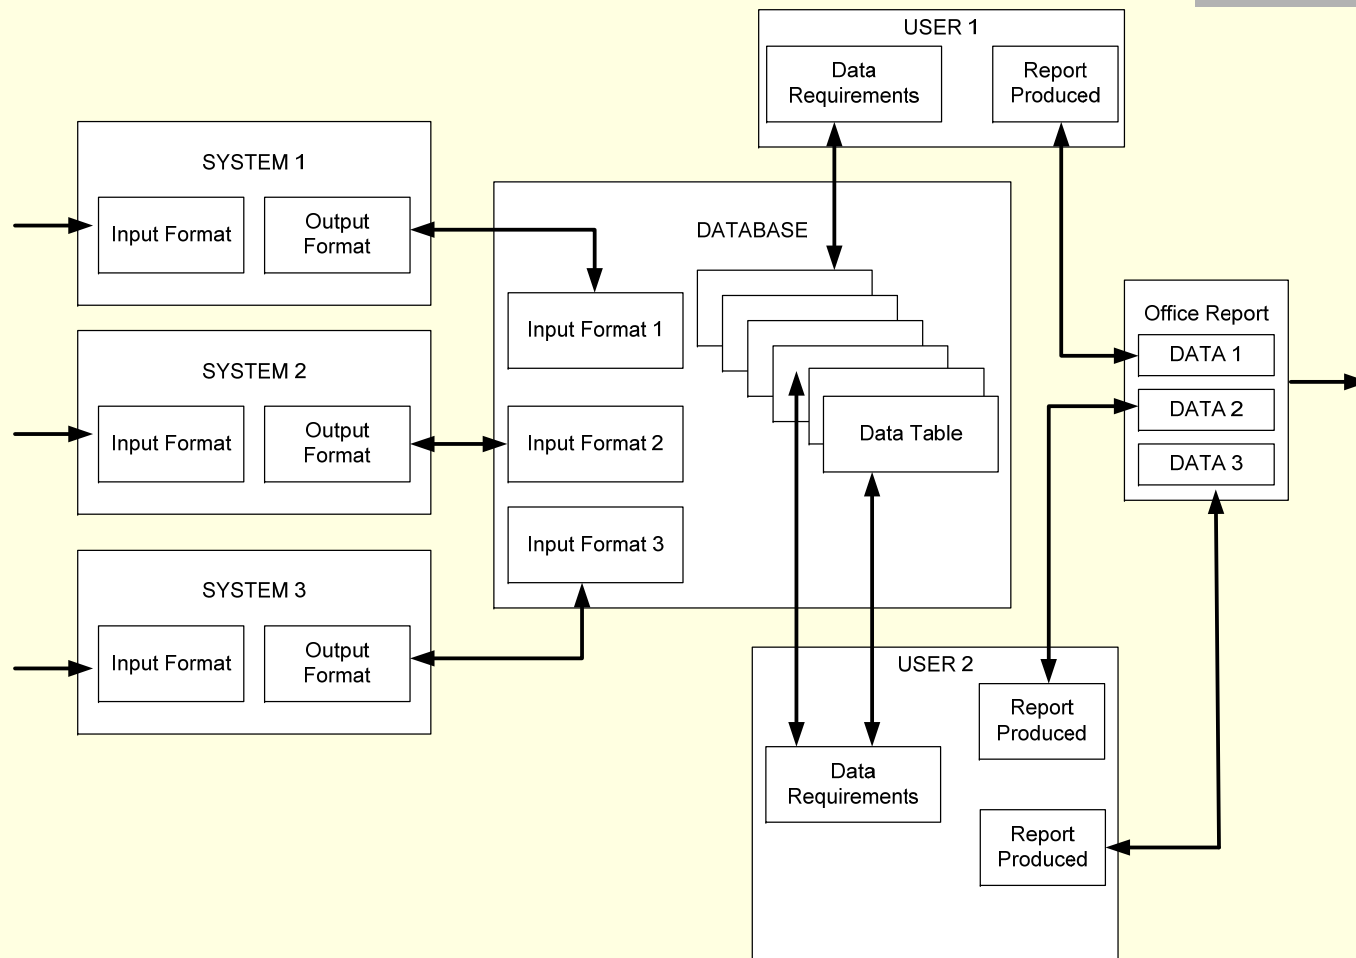 USER 1
Data
Requirements
Report
Produced
SYSTEM 1
Input Format
Output
Format
SYSTEM 2
Input Format
Output
Format
SYSTEM 3
Input Format
Output
Format
DATABASE
Input Format 1
Input Format 2
Input Format 3
Data Table
Office Report
DATA 1
DATA 2
DATA 3
USER 2
Report
Produced
Data
Requirements
Report
Produced